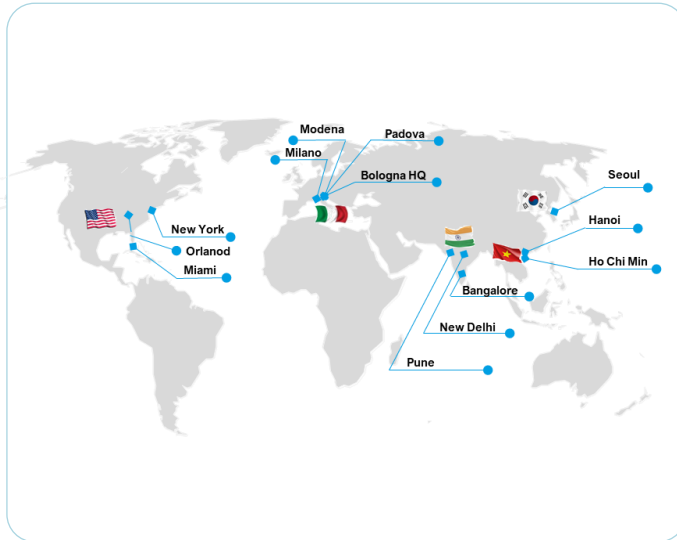 Modena
Padova
Milano
Bologna HQ
Seoul
New York
Hanoi
Orlanod
Miami
Ho Chi Min
Bangalore
New Delhi
Pune